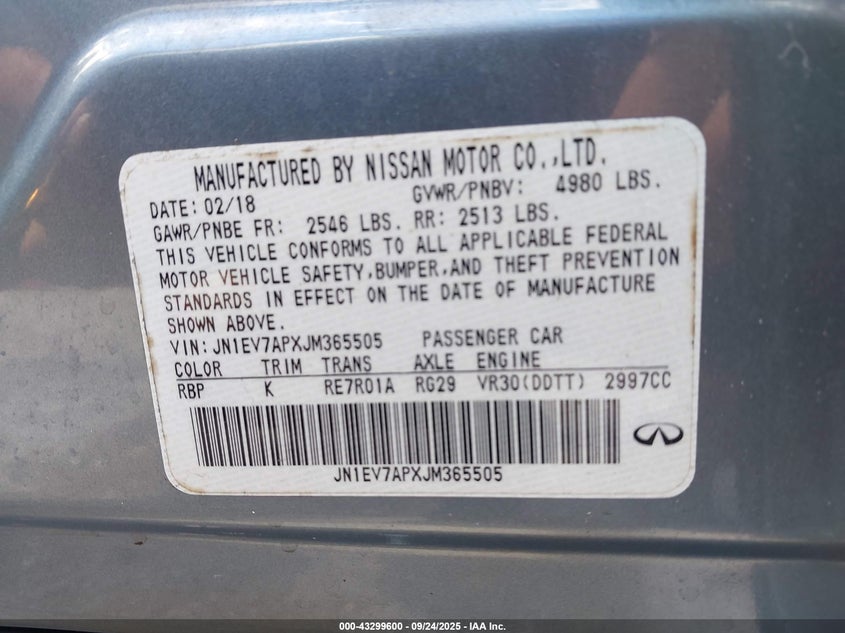 MANUFACTURED BY NISSAN MOTOR CO.,LTD.
DATE: 02/18 GVWR/PNBV: 4980 LBS.
GAWR/PNBE FR: 2546 LBS. RR: 2513 LBS.
THIS VEHICLE CONFORMS TO ALL APPLICABLE FEDERAL
MOTOR VEHICLE SAFETY,BUMPER,AND THEFT PREVENTION
STANDARDS IN EFFECT ON THE DATE OF MANUFACTURE
SHOWN ABOVE.
VIN:JN1EV7APXJM365505 PASSENGER CAR
COLOR TRIM TRANS AXLE ENGINE
RBP K RE7R01A RG29 VR30(DDTT) 2997CC
JN1EV7APXJM365505
000-43299600 - 09/24/2025 - IAA Inc.